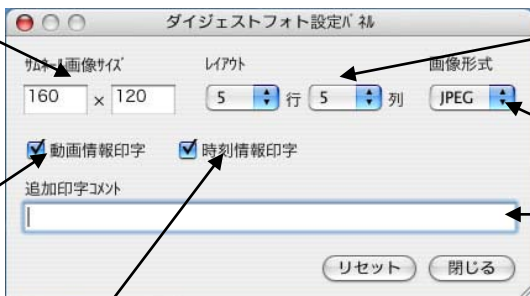 ダイジェストフォト設定パネル
サムネール画像サイズ レイアウト 画像形式
160 × 120 5 行 5 列 JPEG
動画情報印字 時刻情報印字
追加印字コメント
リセット 閉じる